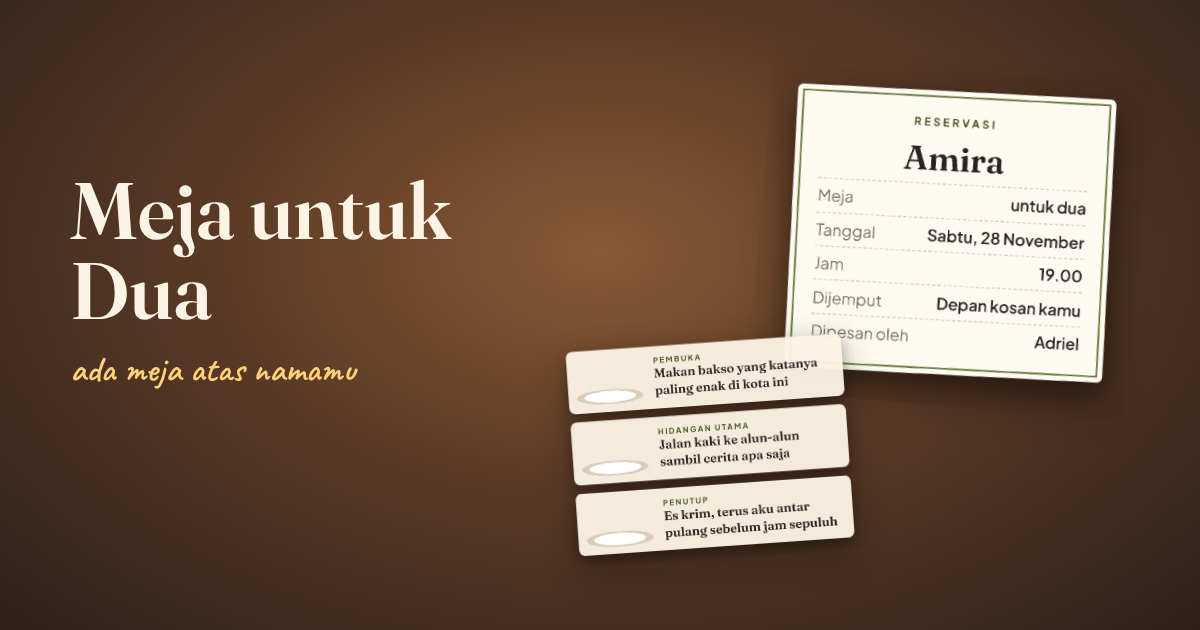 Meja untuk
Dua
ada meja atas namamu
RESERVASI
Amira
Meja untuk dua
Tanggal Sabtu, 28 November
Jam 19.00
Dijemput Depan kosan kamu
Dipesan oleh Adriel
PEMBUKA
Makan bakso yang katanya
paling enak di kota ini
HIDANGAN UTAMA
Jalan kaki ke alun-alun
sambil cerita apa saja
PENUTUP
Es krim, terus aku antar
pulang sebelum jam sepuluh